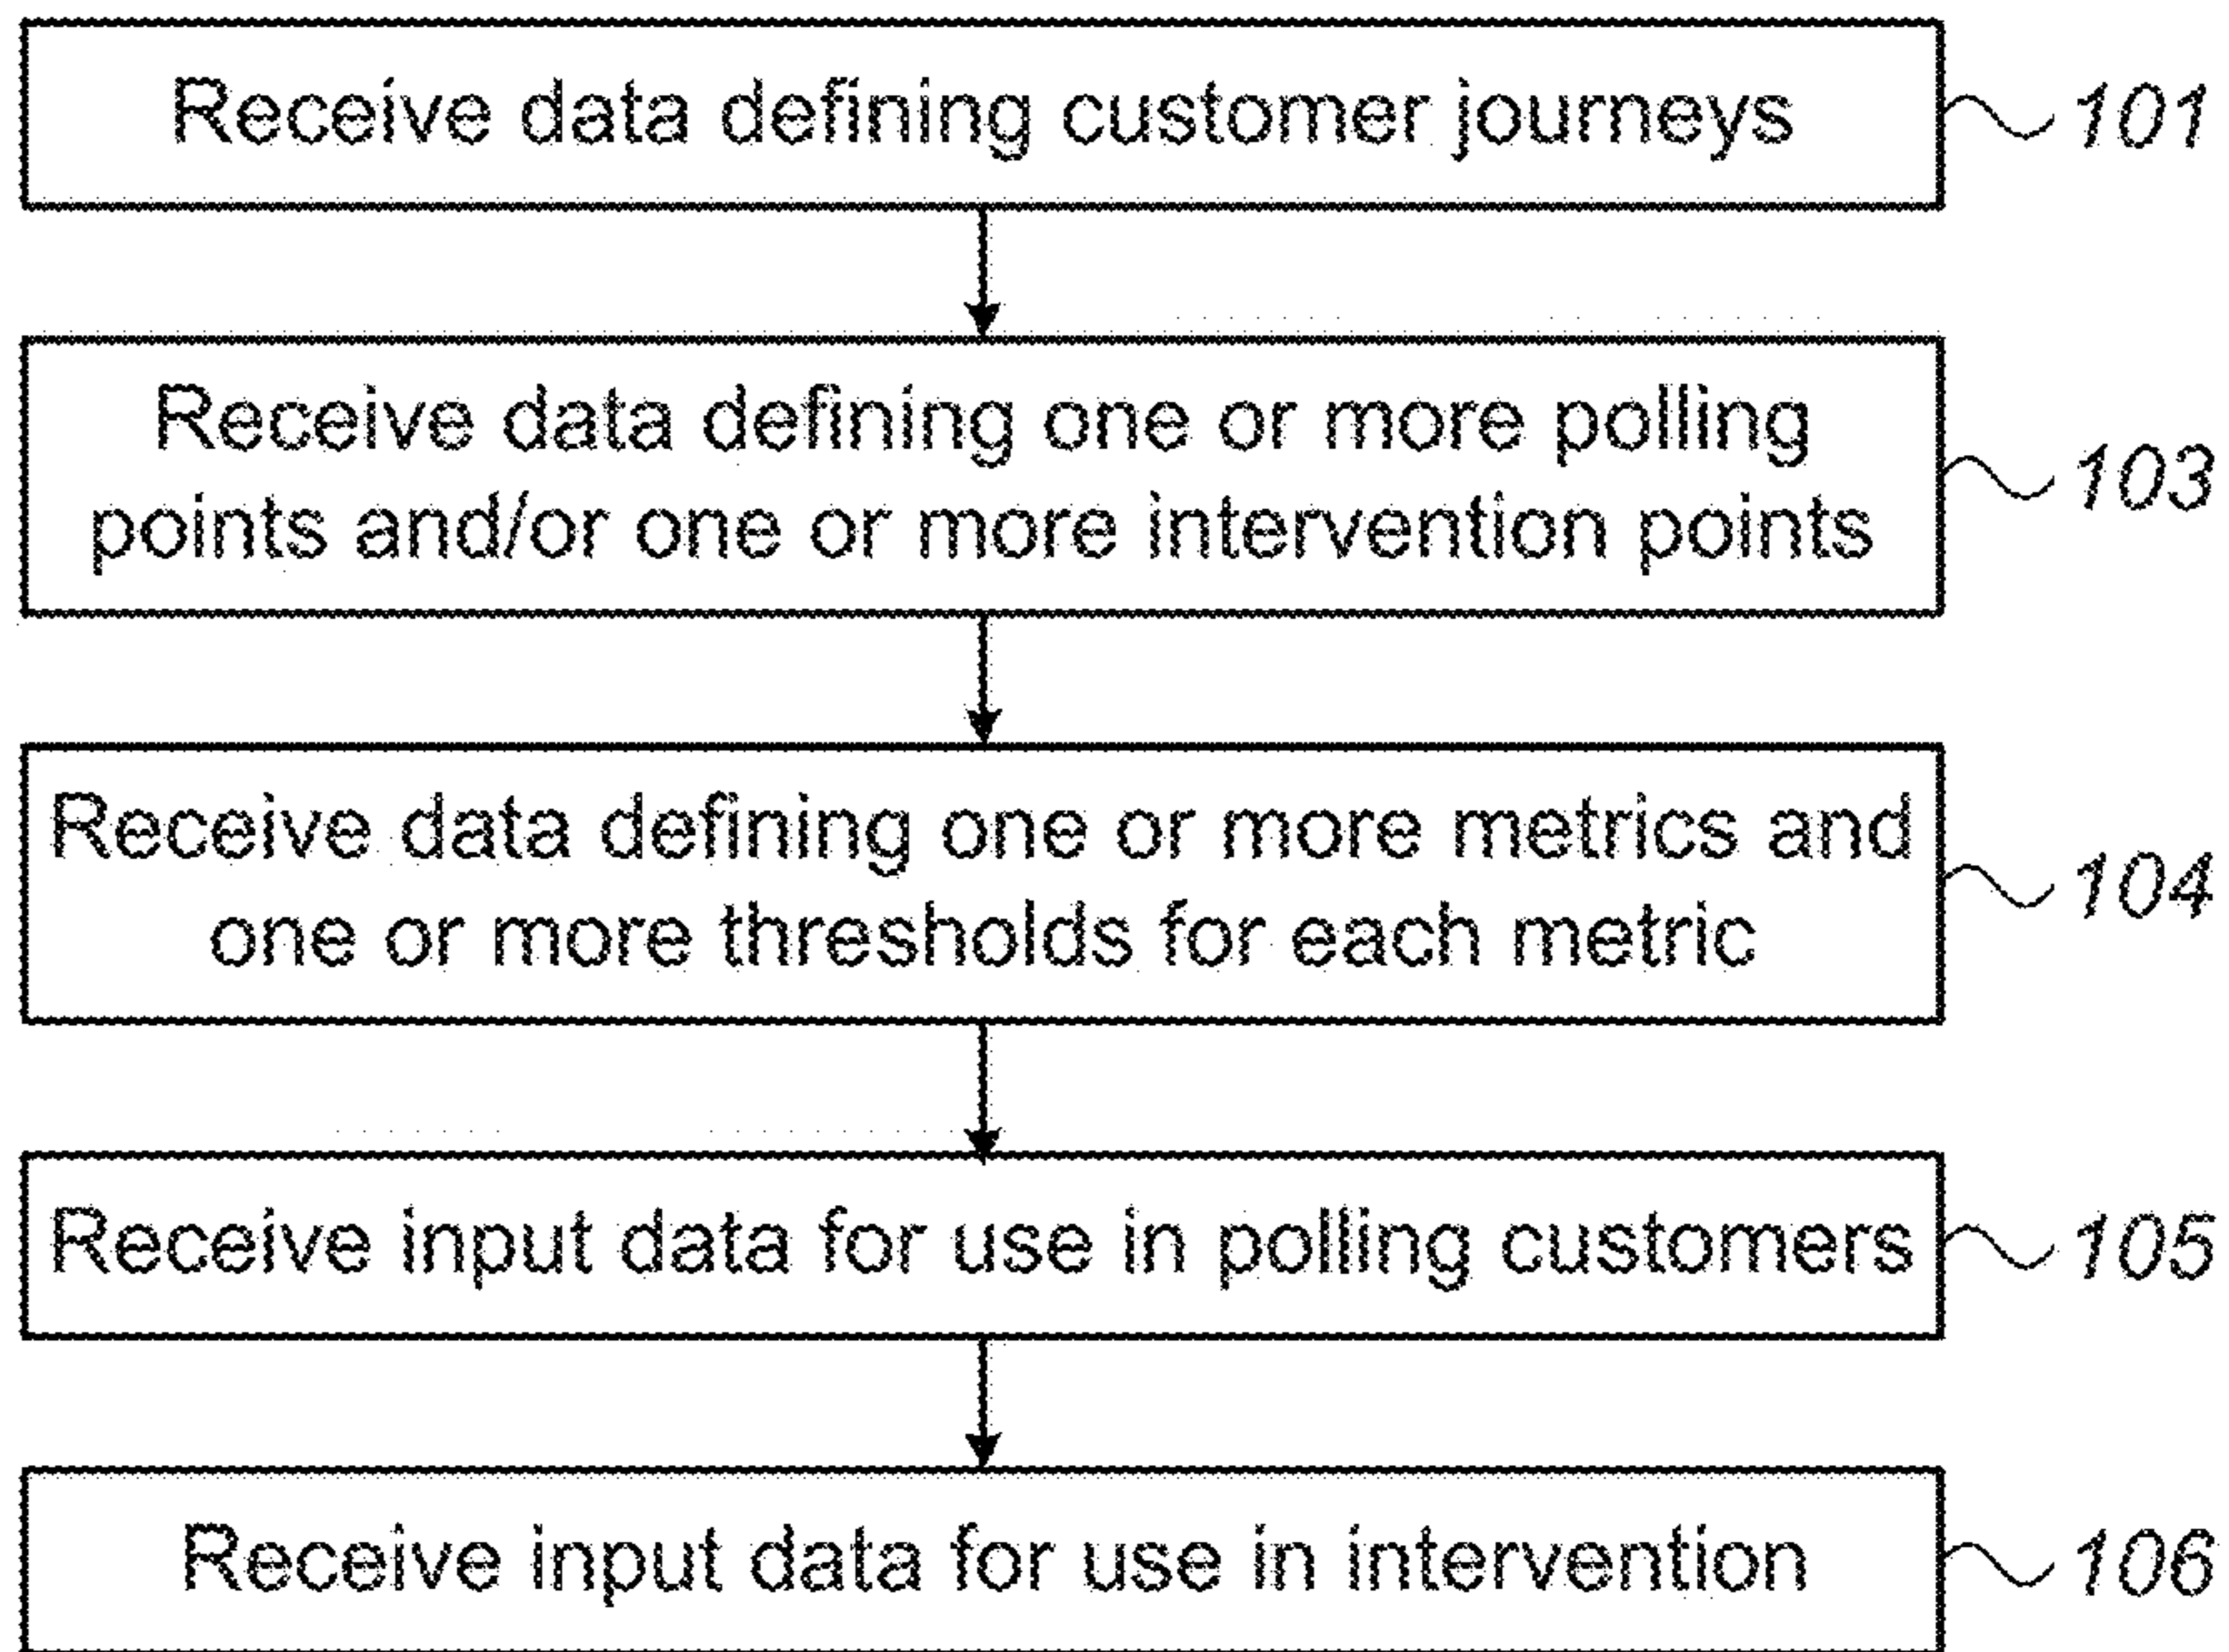 Receive data defining customer journeys
101
Receive data defining one or more polling
points and/or one or more intervention points
103
Receive data defining one or more metrics and
one or more thresholds for each metric
104
Receive input data for use in polling customers
105
Receive input data for use in intervention
106